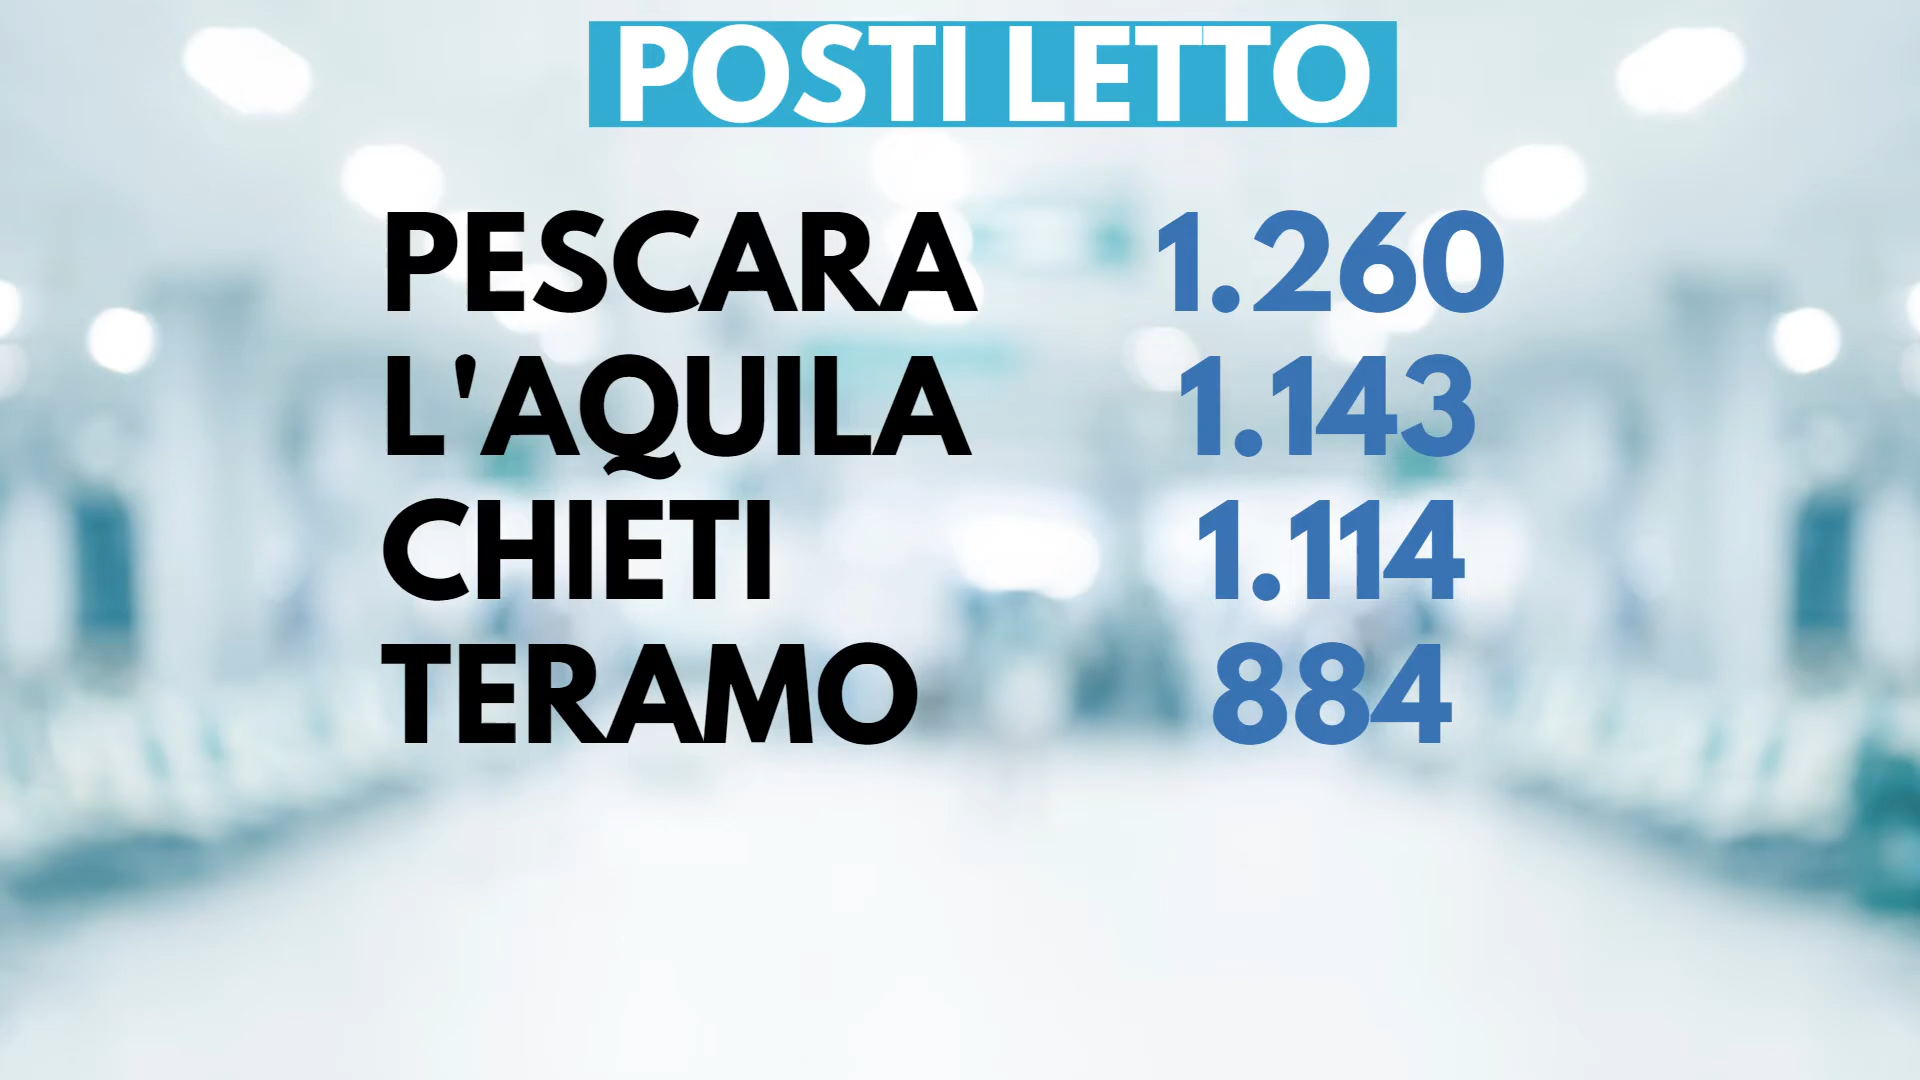 POSTI LETTO
PESCARA 1.260
L'AQUILA 1.143
CHIETI 1.114
TERAMO 884